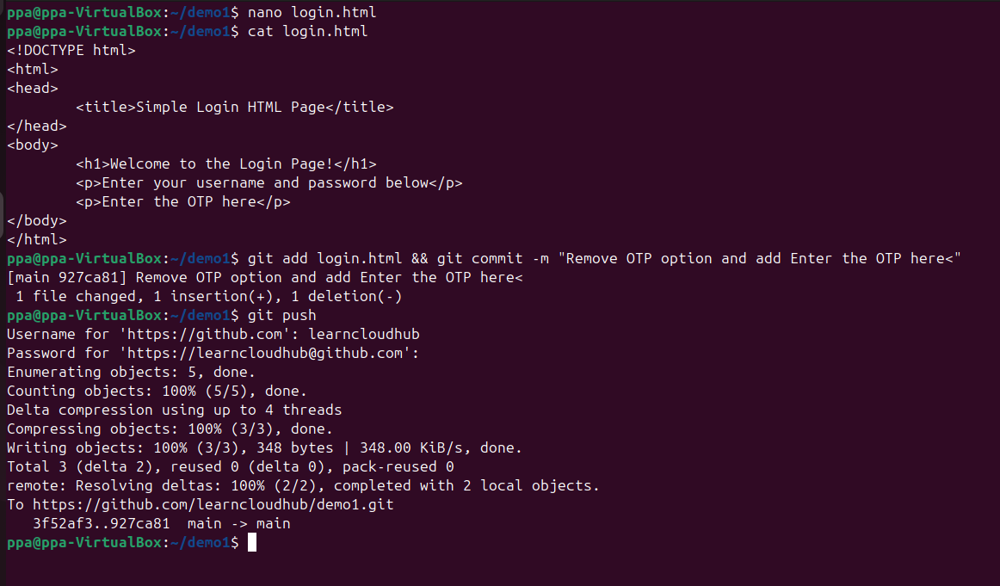 ppa@ppa-VirtualBox:~/demo1$ nano login.html
ppa@ppa-VirtualBox:~/demo1$ cat login.html
<!DOCTYPE html>
<html>
<head>
        <title>Simple Login HTML Page</title>
</head>
<body>
        <h1>Welcome to the Login Page!</h1>
        <p>Enter your username and password below</p>
        <p>Enter the OTP here</p>
</body>
</html>
ppa@ppa-VirtualBox:~/demo1$ git add login.html && git commit -m "Remove OTP option and add Enter the OTP here<"
[main 927ca81] Remove OTP option and add Enter the OTP here<
 1 file changed, 1 insertion(+), 1 deletion(-)
ppa@ppa-VirtualBox:~/demo1$ git push
Username for 'https://github.com': learncloudhub
Password for 'https://learncloudhub@github.com':
Enumerating objects: 5, done.
Counting objects: 100% (5/5), done.
Delta compression using up to 4 threads
Compressing objects: 100% (3/3), done.
Writing objects: 100% (3/3), 348 bytes | 348.00 KiB/s, done.
Total 3 (delta 2), reused 0 (delta 0), pack-reused 0
remote: Resolving deltas: 100% (2/2), completed with 2 local objects.
To https://github.com/learncloudhub/demo1.git
   3f52af3..927ca81  main -> main
ppa@ppa-VirtualBox:~/demo1$